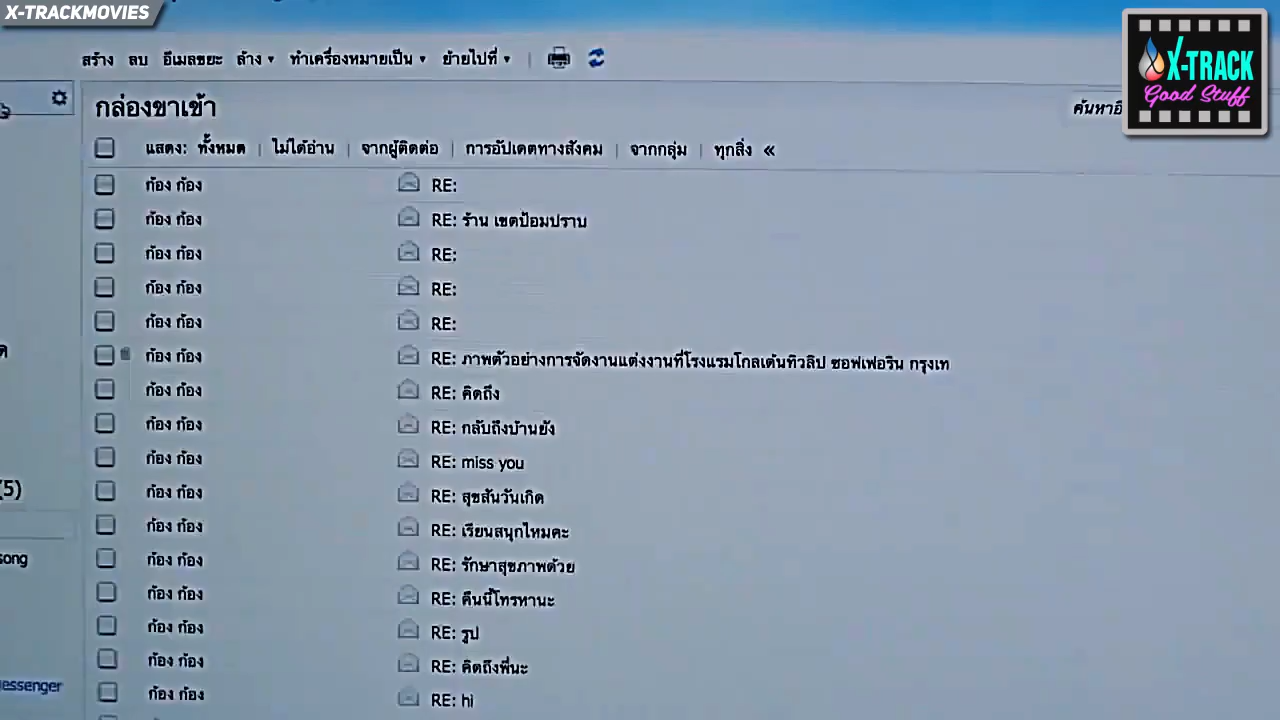 X-TRACKMOVIES
X-TRACK
Good Stuff
สร้าง ลบ อีเมลขยะ ล้าง ทำเครื่องหมายเป็น ย้ายไปที่
กล่องขาเข้า
แสดง: ทั้งหมด | ไม่ได้อ่าน | จากผู้ติดต่อ | การอัปเดตทางสังคม | จากกลุ่ม | ทุกสิ่ง «
ก้อง ก้อง RE:
ก้อง ก้อง RE: ร้าน เขตป้อมปราบ
ก้อง ก้อง RE:
ก้อง ก้อง RE:
ก้อง ก้อง RE:
ก้อง ก้อง RE: ภาพตัวอย่างการจัดงานแต่งงานที่โรงแรมโกลเด้นทิวลิป ซอฟเฟอริน กรุงเท
ก้อง ก้อง RE: คิดถึง
ก้อง ก้อง RE: กลับถึงบ้านยัง
ก้อง ก้อง RE: miss you
(5)
ก้อง ก้อง RE: สุขสันวันเกิด
ก้อง ก้อง RE: เรียนสนุกไหมคะ
song
ก้อง ก้อง RE: รักษาสุขภาพด้วย
ก้อง ก้อง RE: คืนนี้โทรหานะ
ก้อง ก้อง RE: รูป
ก้อง ก้อง RE: คิดถึงพี่นะ
essenger
ก้อง ก้อง RE: hi